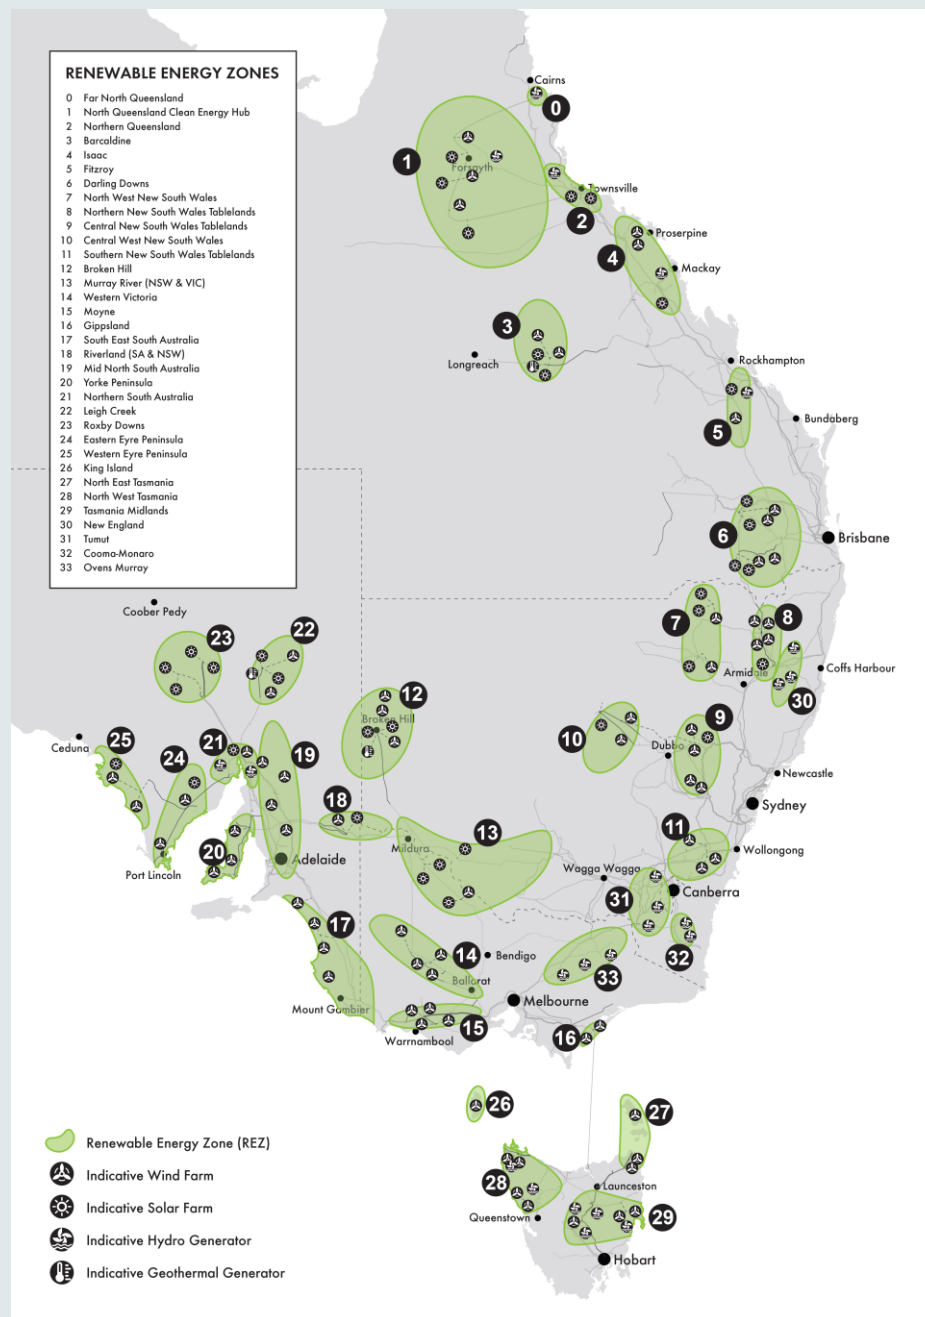 RENEWABLE ENERGY ZONES
0 Far North Queensland
1 North Queensland Clean Energy Hub
2 Northern Queensland
3 Barcaldine
4 Isaac
5 Fitzroy
6 Darling Downs
7 North West New South Wales
8 Northern New South Wales Tablelands
9 Central New South Wales Tablelands
10 Central West New South Wales
11 Southern New South Wales Tablelands
12 Broken Hill
13 Murray River (NSW & VIC)
14 Western Victoria
15 Moyne
16 Gippsland
17 South East South Australia
18 Riverland (SA & NSW)
19 Mid North South Australia
20 Yorke Peninsula
21 Northern South Australia
22 Leigh Creek
23 Roxby Downs
24 Eastern Eyre Peninsula
25 Western Eyre Peninsula
26 King Island
27 North East Tasmania
28 North West Tasmania
29 Tasmania Midlands
30 New England
31 Tumut
32 Cooma-Monaro
33 Ovens Murray
Cairns
0
1
Forsayth
Townsville
2
Proserpine
4
Mackay
3
Longreach
Rockhampton
5
Bundaberg
6
Brisbane
Coober Pedy
23
22
7
8
Armidale
Coffs Harbour
30
12
Broken Hill
10
9
Dubbo
Ceduna
25
21
24
19
Newcastle
Sydney
18
13
11
Mildura
Wollongong
20
Adelaide
Port Lincoln
Wagga Wagga
Canberra
31
17
32
14
Bendigo
33
Ballarat
Mount Gambier
Melbourne
15
Warrnambool
16
26
27
28
Launceston
Queenstown
29
Hobart
Renewable Energy Zone (REZ)
Indicative Wind Farm
Indicative Solar Farm
Indicative Hydro Generator
Indicative Geothermal Generator